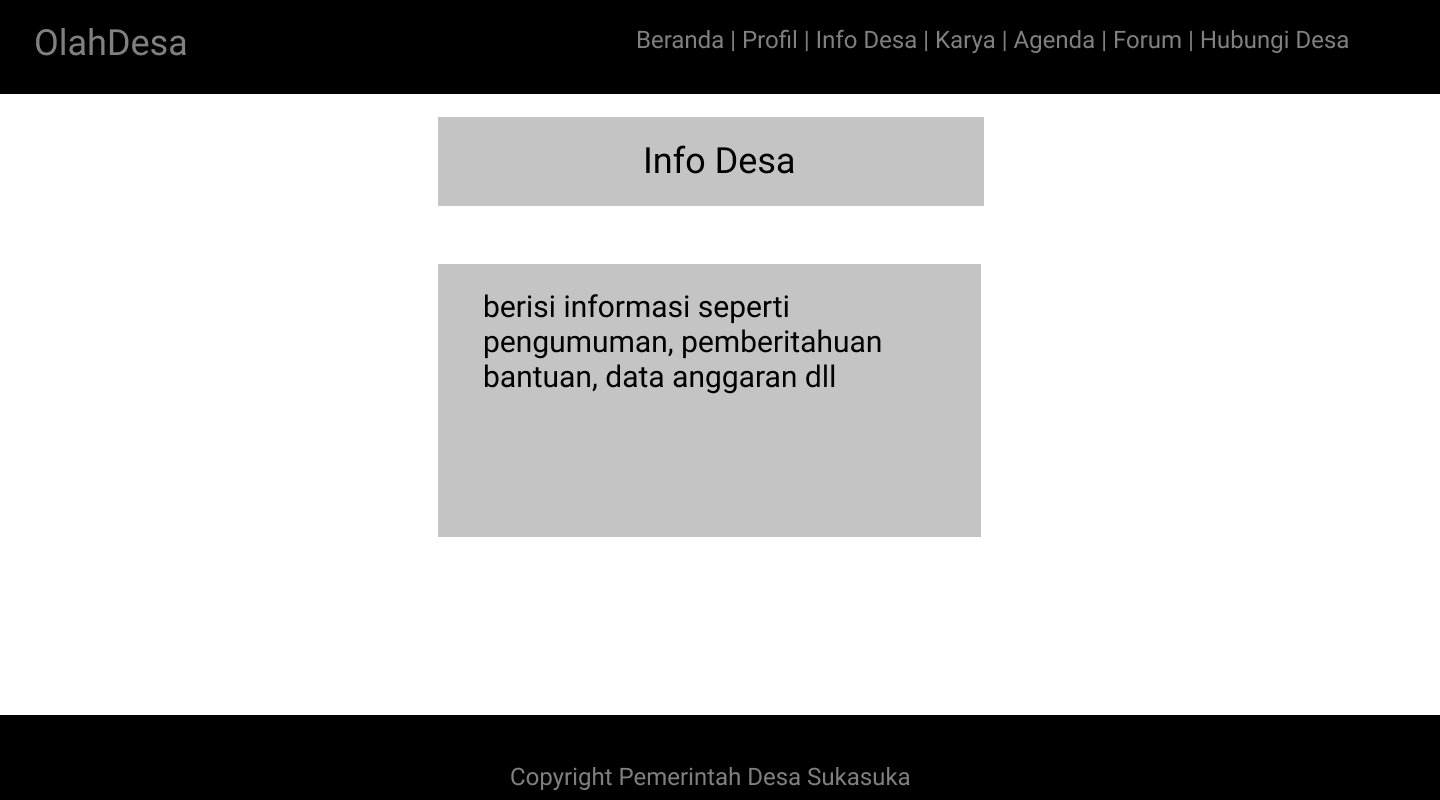 OlahDesa
Beranda | Profil | Info Desa | Karya | Agenda | Forum | Hubungi Desa
Info Desa
berisi informasi seperti
pengumuman, pemberitahuan
bantuan, data anggaran dll
Copyright Pemerintah Desa Sukasuka